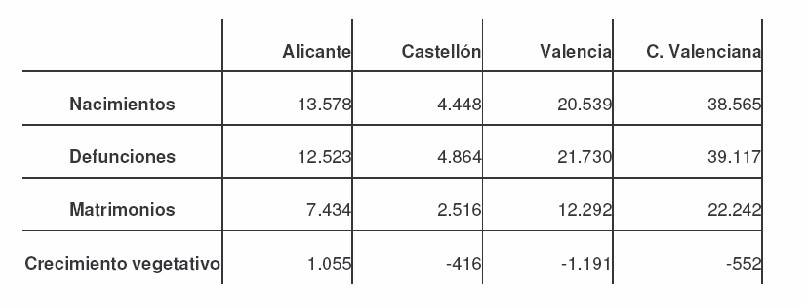 Alicante Castellón Valencia C. Valenciana
Nacimientos 13.578 4.448 20.539 38.565
Defunciones 12.523 4.864 21.730 39.117
Matrimonios 7.434 2.516 12.292 22.242
Crecimiento vegetativo 1.055 -416 -1.191 -552